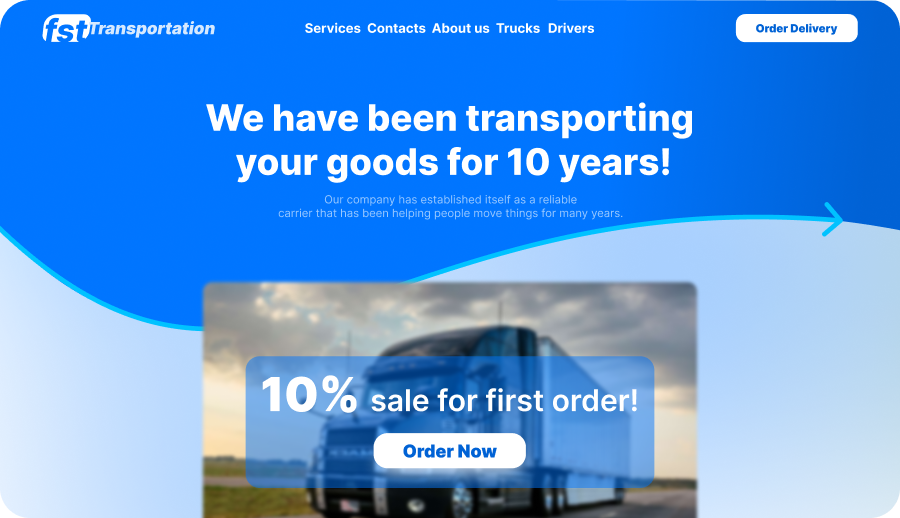 fst Transportation
Services Contacts About us Trucks Drivers
Order Delivery
We have been transporting
your goods for 10 years!
Our company has established itself as a reliable
carrier that has been helping people move things for many years.
10% sale for first order!
Order Now